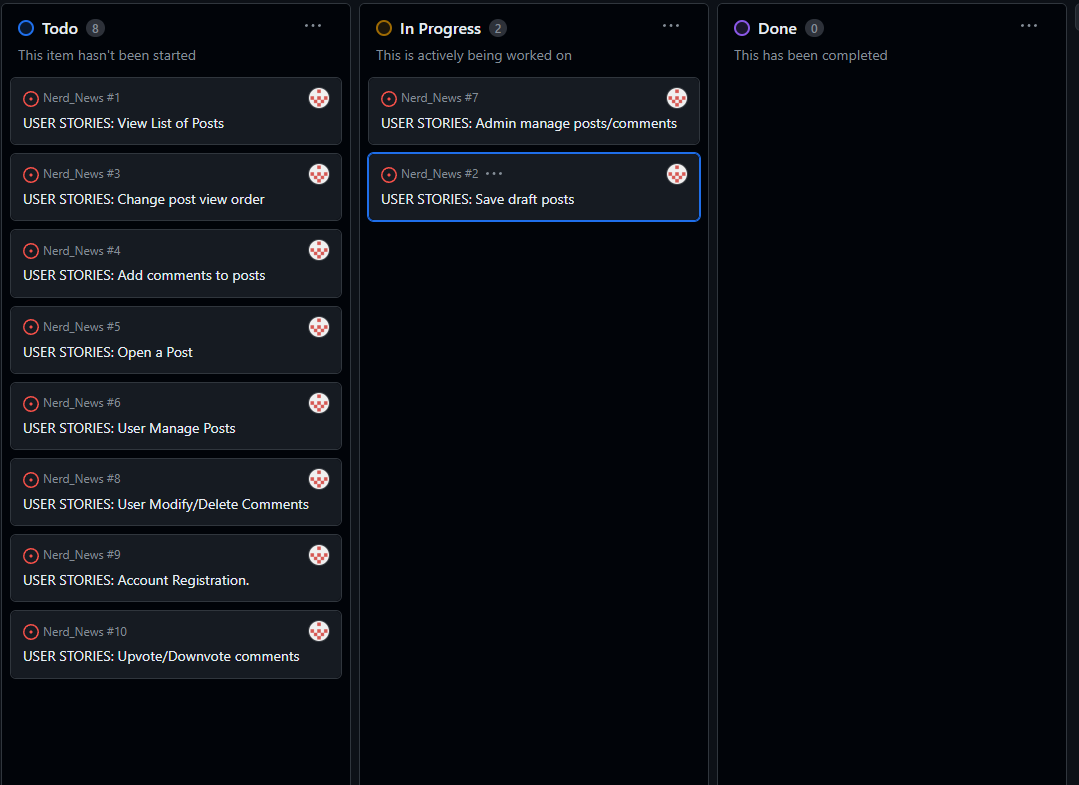 Todo 8
This item hasn't been started
Nerd_News #1
USER STORIES: View List of Posts
Nerd_News #3
USER STORIES: Change post view order
Nerd_News #4
USER STORIES: Add comments to posts
Nerd_News #5
USER STORIES: Open a Post
Nerd_News #6
USER STORIES: User Manage Posts
Nerd_News #8
USER STORIES: User Modify/Delete Comments
Nerd_News #9
USER STORIES: Account Registration.
Nerd_News #10
USER STORIES: Upvote/Downvote comments
In Progress 2
This is actively being worked on
Nerd_News #7
USER STORIES: Admin manage posts/comments
Nerd_News #2
USER STORIES: Save draft posts
Done 0
This has been completed